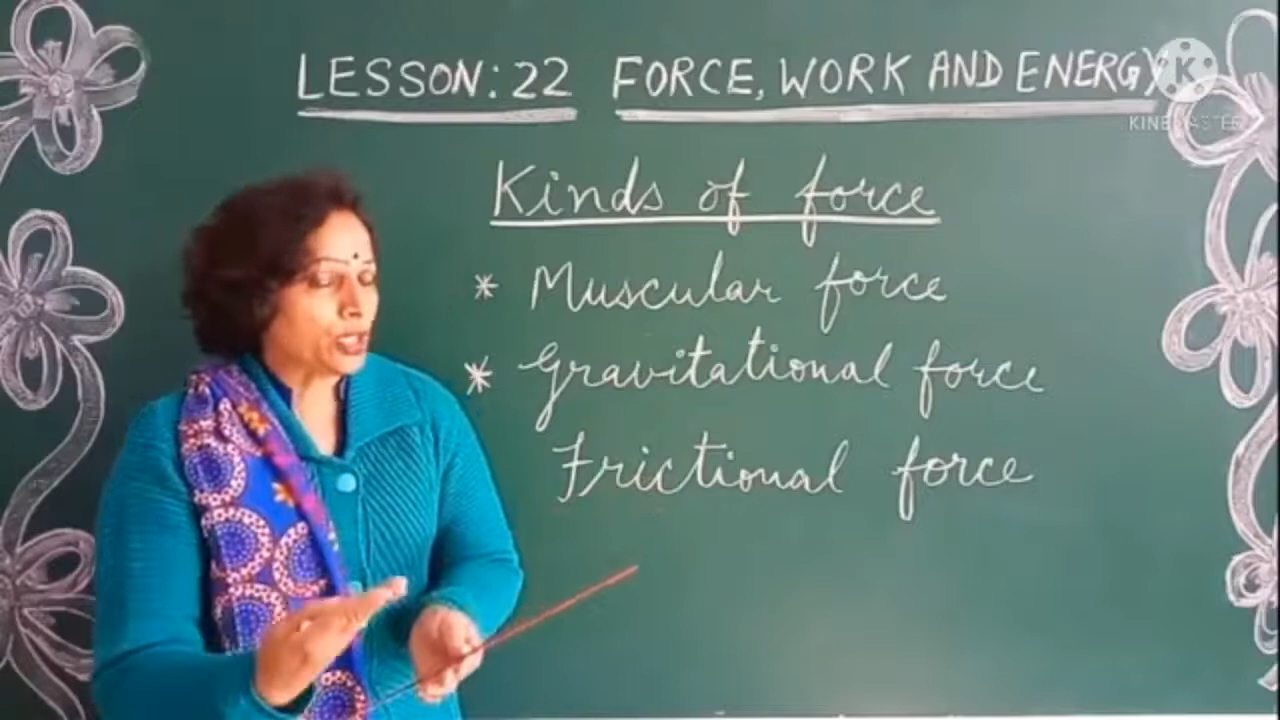 LESSON: 22 FORCE, WORK AND ENERGY
K
KINEMASTER
Kinds of force
* Muscular force
* Gravitational force
Frictional force